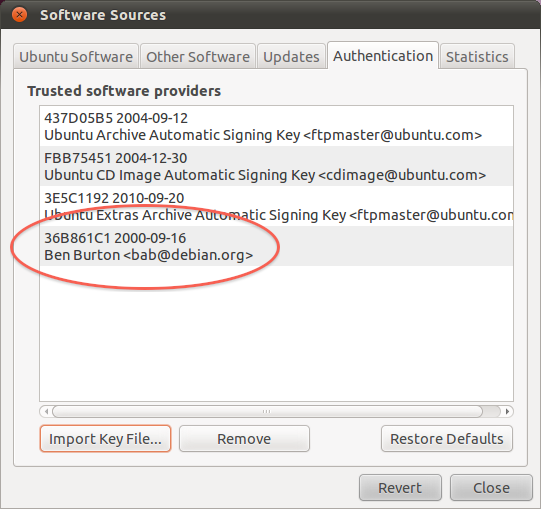 Software Sources
Ubuntu Software Other Software Updates Authentication Statistics
Trusted software providers
437D05B5 2004-09-12
Ubuntu Archive Automatic Signing Key <ftpmaster@ubuntu.com>
FBB75451 2004-12-30
Ubuntu CD Image Automatic Signing Key <cdimage@ubuntu.com>
3E5C1192 2010-09-20
Ubuntu Extras Archive Automatic Signing Key <ftpmaster@ubuntu.com
36B861C1 2000-09-16
Ben Burton <bab@debian.org>
Import Key File... Remove Restore Defaults
Revert Close